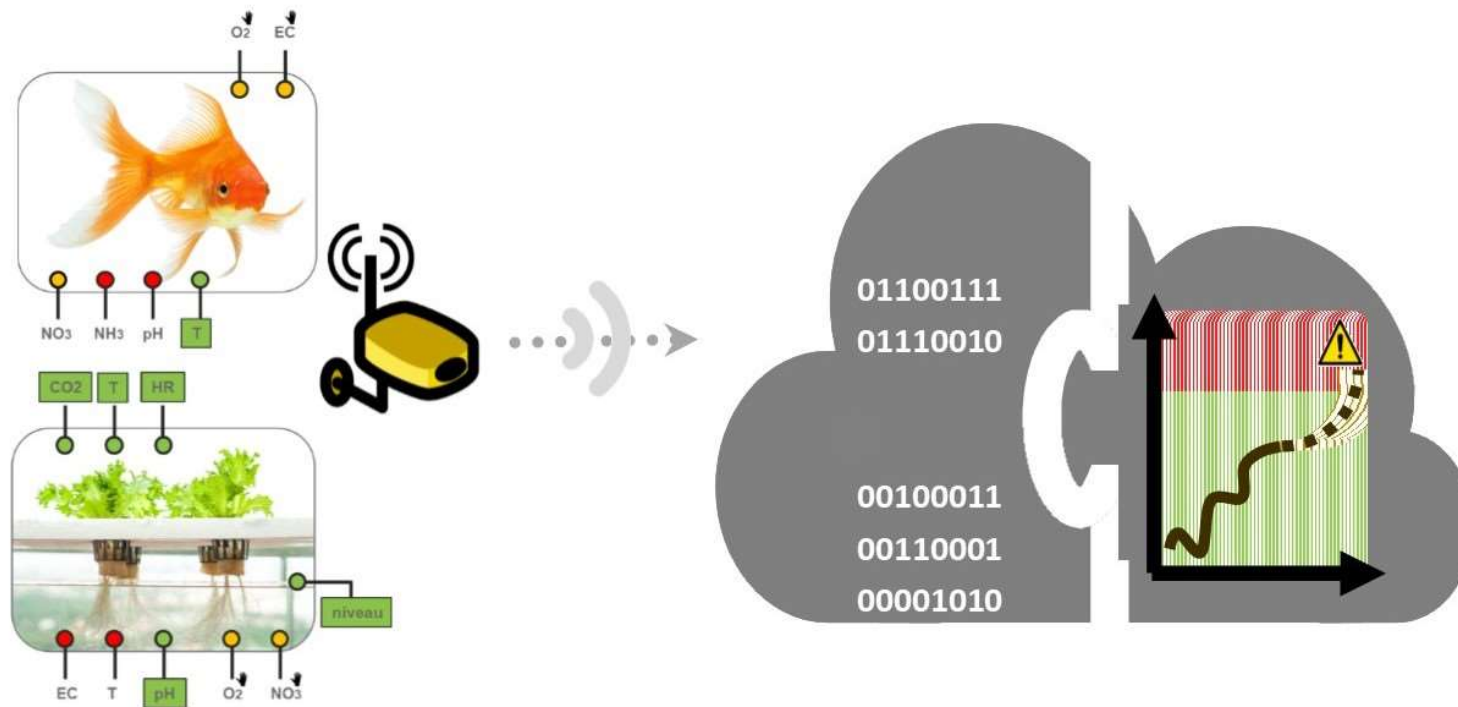 O2 EC
NO3 NH3 pH T
CO2 T HR
niveau
EC T pH O2 NO3
01100111
01110010
00100011
00110001
00001010